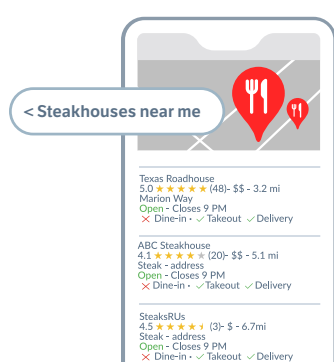 < Steakhouses near me
Texas Roadhouse
5.0 ★★★★★ (48)- $$ - 3.2 mi
Marion Way
Open - Closes 9 PM
✕ Dine-in · ✓ Takeout ✓ Delivery
ABC Steakhouse
4.1 ★★★★★ (20)- $$ - 5.1 mi
Steak - address
Open - Closes 9 PM
✕ Dine-in · ✓ Takeout ✓ Delivery
SteaksRUs
4.5 ★★★★★ (3)- $ - 6.7mi
Steak - address
Open - Closes 9 PM
✕ Dine-in · ✓ Takeout ✓ Delivery